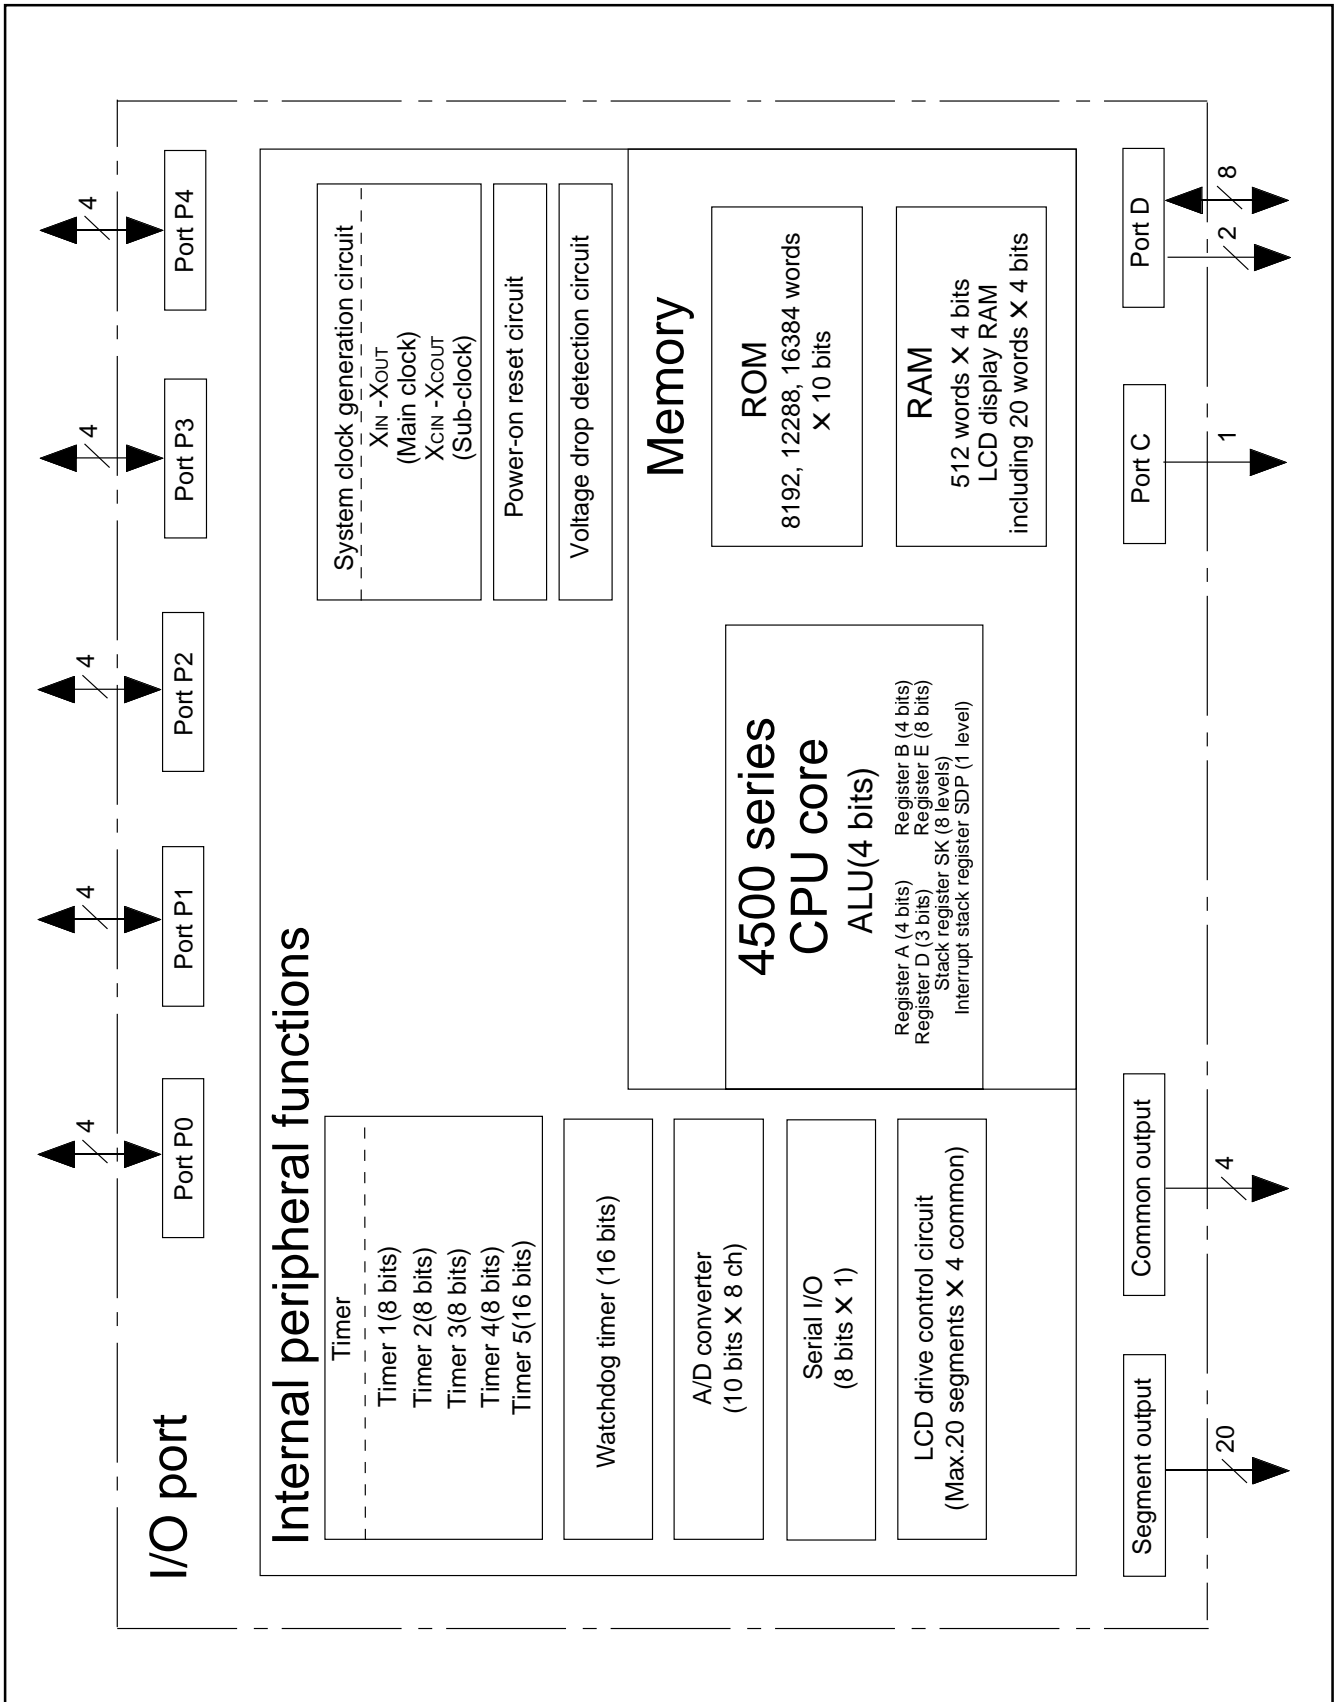 4
4
4
4
4
I/O port
Port P0
Port P1
Port P2
Port P3
Port P4
Internal peripheral functions
Timer
Timer 1(8 bits)
Timer 2(8 bits)
Timer 3(8 bits)
Timer 4(8 bits)
Timer 5(16 bits)
Watchdog timer (16 bits)
A/D converter
(10 bits X 8 ch)
Serial I/O
(8 bits X 1)
LCD drive control circuit
(Max.20 segments X 4 common)
System clock generation circuit
XIN -XOUT
(Main clock)
XCIN -XCOUT
(Sub-clock)
Power-on reset circuit
Voltage drop detection circuit
4500 series
CPU core
ALU(4 bits)
Register A (4 bits) Register B (4 bits)
Register D (3 bits) Register E (8 bits)
Stack register SK (8 levels)
Interrupt stack register SDP (1 level)
Memory
ROM
8192, 12288, 16384 words
X 10 bits
RAM
512 words X 4 bits
LCD display RAM
including 20 words X 4 bits
Segment output
Common output
Port C
Port D
20
4
1
2
8